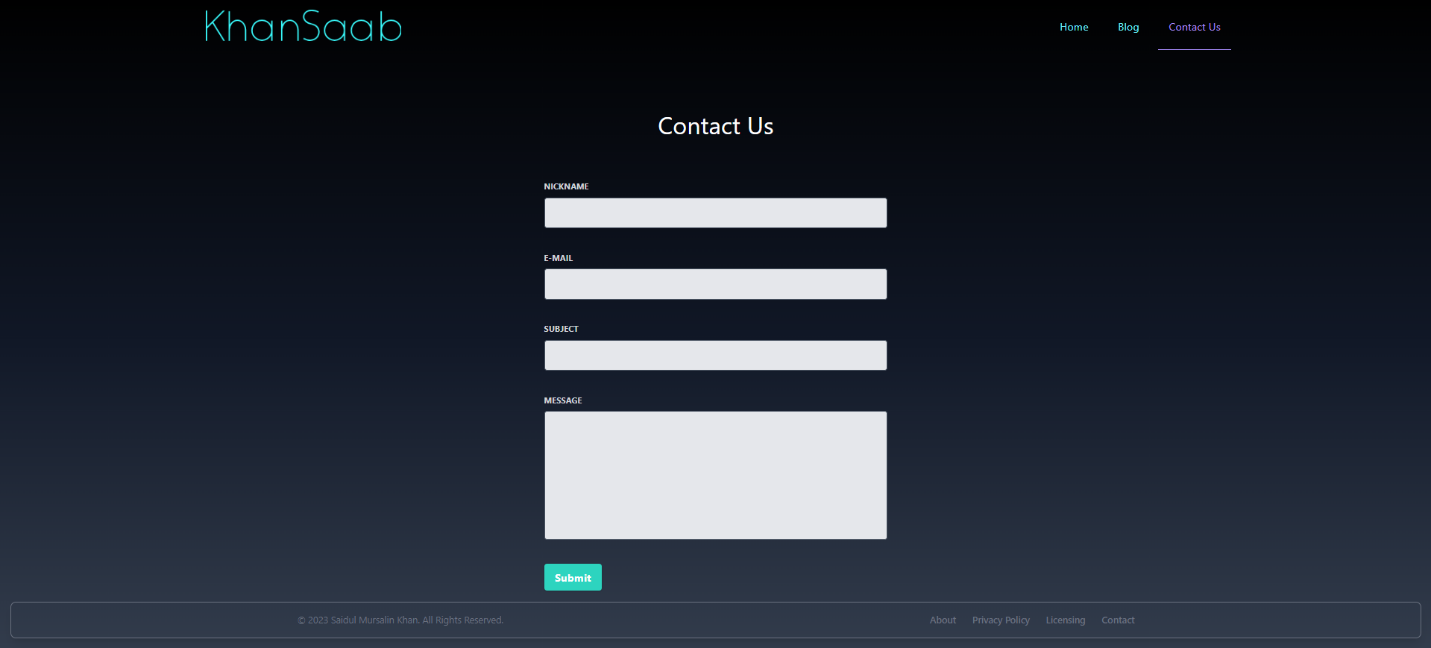 KhanSaab
Home Blog Contact Us
Contact Us
NICKNAME
E-MAIL
SUBJECT
MESSAGE
Submit
© 2023 Saidul Mursalin Khan. All Rights Reserved. About Privacy Policy Licensing Contact